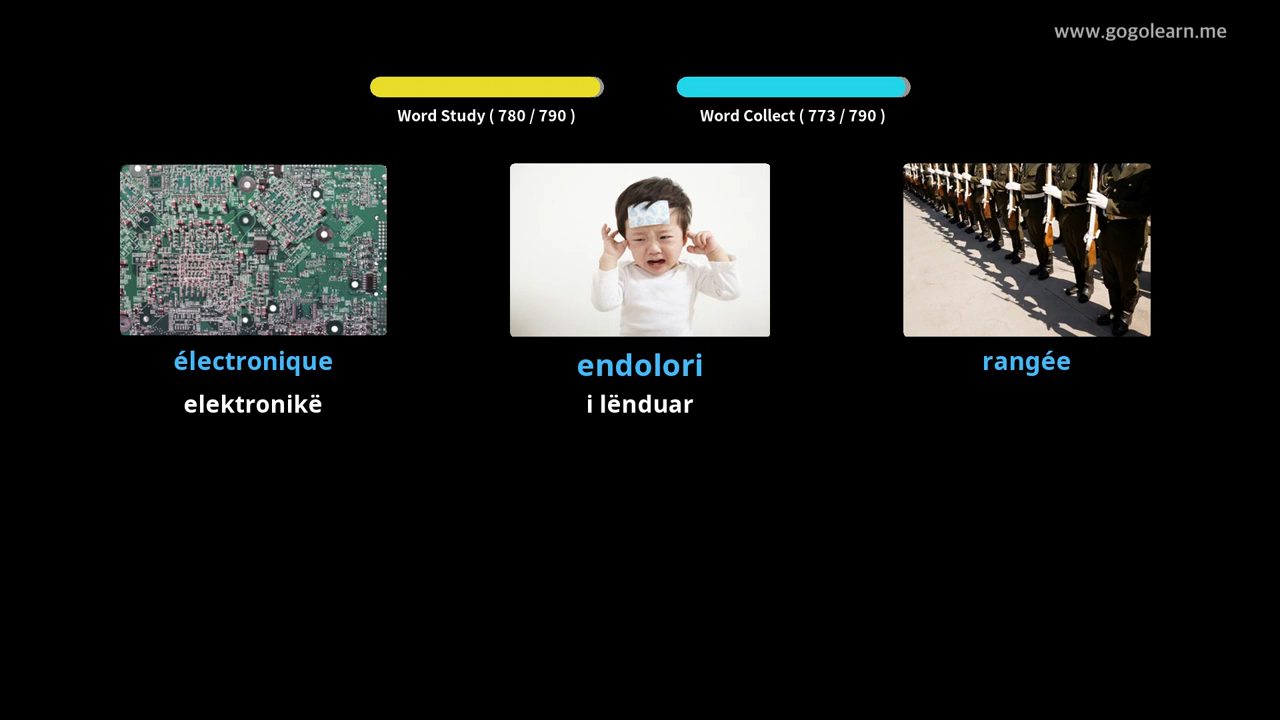 www.gogolearn.me
Word Study ( 780 / 790 )
Word Collect ( 773 / 790 )
électronique
endolori
rangée
elektronikë
i lënduar